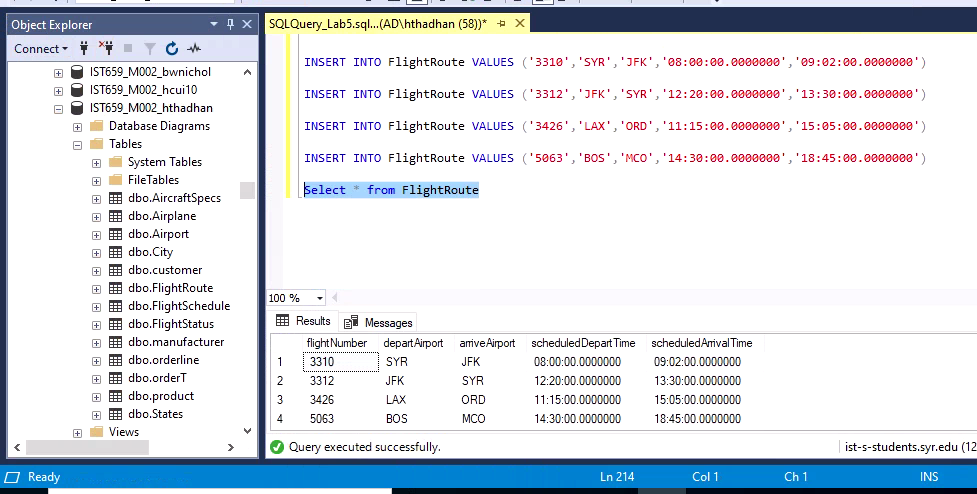 Object Explorer
Connect
IST659_M002_bwnichol
IST659_M002_hcui10
IST659_M002_hthadhan
Database Diagrams
Tables
System Tables
FileTables
dbo.AircraftSpecs
dbo.Airplane
dbo.Airport
dbo.City
dbo.customer
dbo.FlightRoute
dbo.FlightSchedule
dbo.FlightStatus
dbo.manufacturer
dbo.orderline
dbo.orderT
dbo.product
dbo.States
Views
SQLQuery_Lab5.sql...(AD\hthadhan (58))*
INSERT INTO FlightRoute VALUES ('3310','SYR','JFK','08:00:00.0000000','09:02:00.0000000')
INSERT INTO FlightRoute VALUES ('3312','JFK','SYR','12:20:00.0000000','13:30:00.0000000')
INSERT INTO FlightRoute VALUES ('3426','LAX','ORD','11:15:00.0000000','15:05:00.0000000')
INSERT INTO FlightRoute VALUES ('5063','BOS','MCO','14:30:00.0000000','18:45:00.0000000')
Select * from FlightRoute
100 %
Results Messages
flightNumber departAirport arriveAirport scheduledDepartTime scheduledArrivalTime
1 3310 SYR JFK 08:00:00.0000000 09:02:00.0000000
2 3312 JFK SYR 12:20:00.0000000 13:30:00.0000000
3 3426 LAX ORD 11:15:00.0000000 15:05:00.0000000
4 5063 BOS MCO 14:30:00.0000000 18:45:00.0000000
Query executed successfully. ist-s-students.syr.edu (12
Ready Ln 214 Col 1 Ch 1 INS